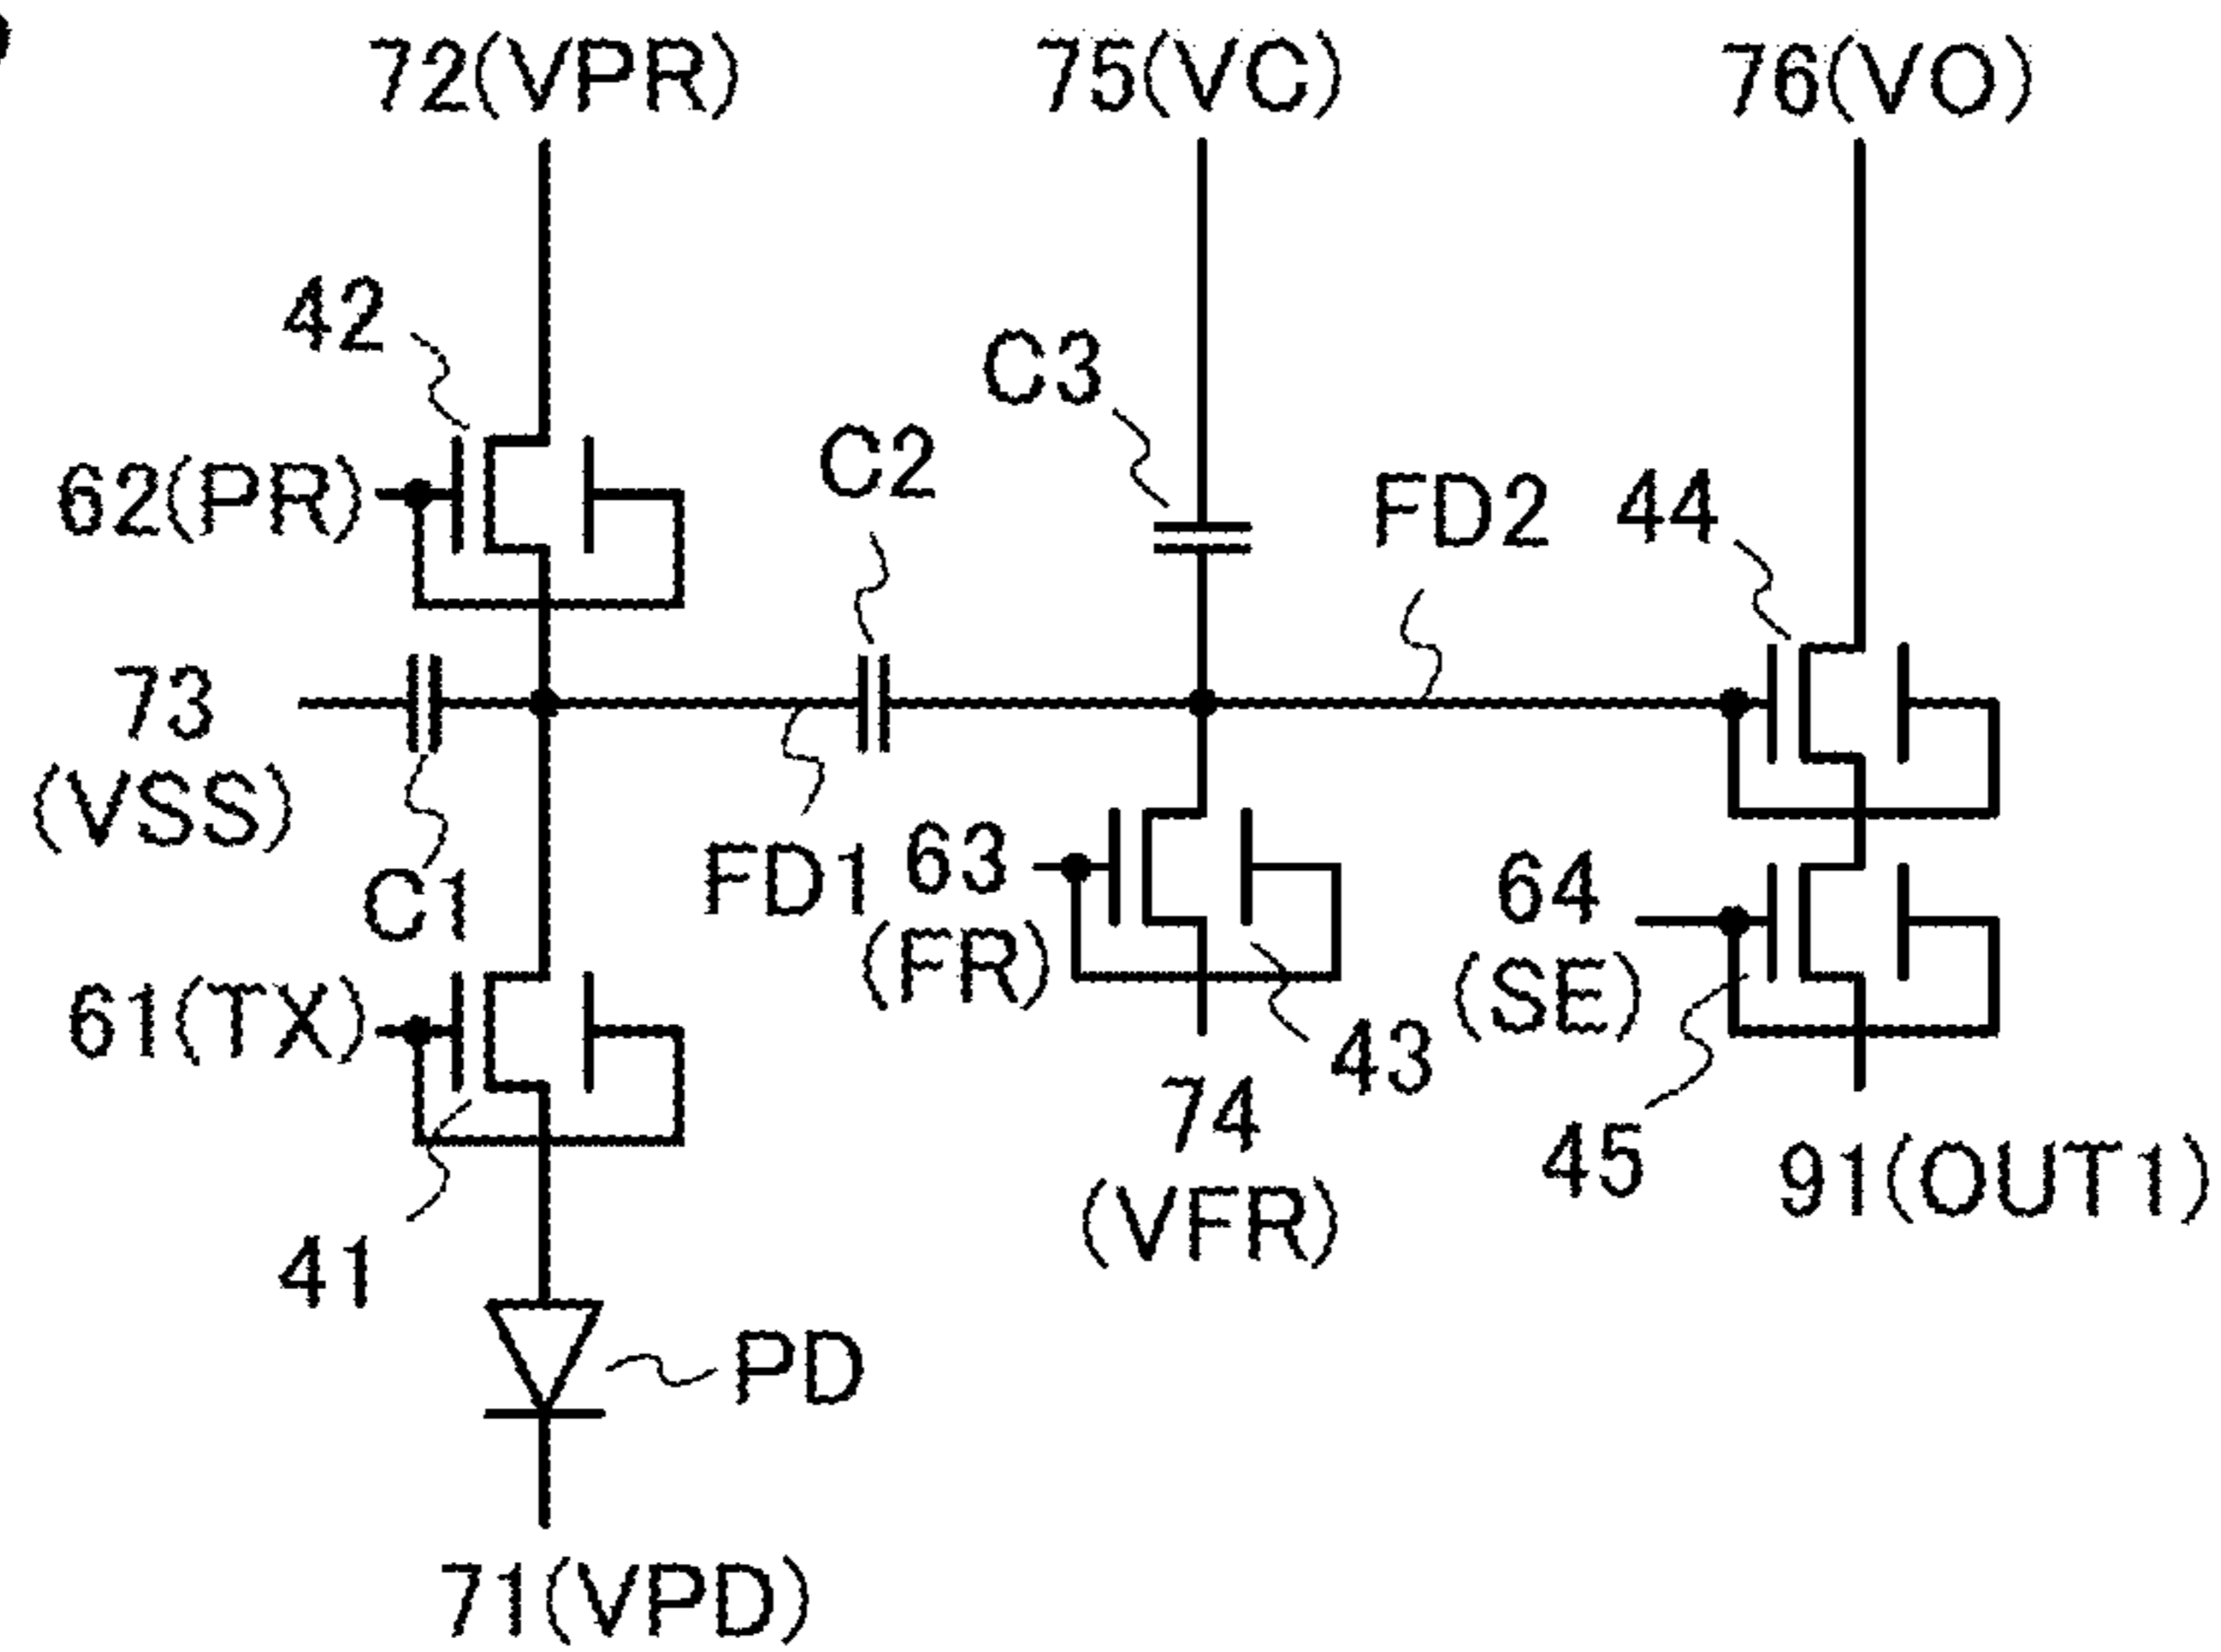 72(VPR)
75(VC)
76(VO)
42
C3
C2
62(PR)
FD2
44
73
(VSS)
C1
FD1
63
(FR)
64
(SE)
61(TX)
43
74
(VFR)
45
91(OUT1)
41
PD
71(VPD)